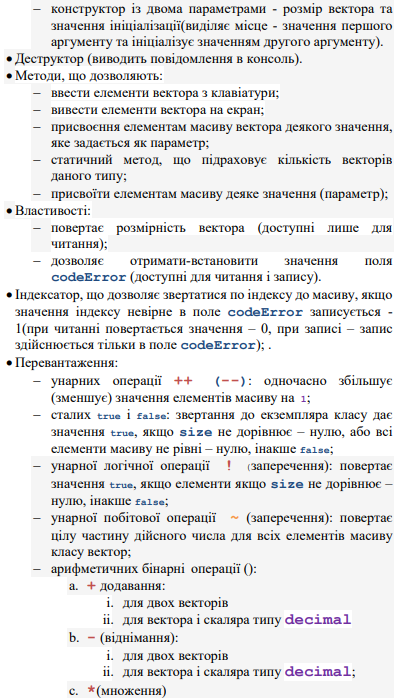 – конструктор із двома параметрами - розмір вектора та
значення ініціалізації(виділяє місце - значення першого
аргументу та ініціалізує значенням другого аргументу).
• Деструктор (виводить повідомлення в консоль).
• Методи, що дозволяють:
– ввести елементи вектора з клавіатури;
– вивести елементи вектора на екран;
– присвоєння елементам масиву вектора деякого значення,
яке задається як параметр;
– статичний метод, що підраховує кількість векторів
даного типу;
– присвоїти елементам масиву деяке значення (параметр);
• Властивості:
– повертає розмірність вектора (доступні лише для
читання);
– дозволяє отримати-встановити значення поля
codeError (доступні для читання і запису).
• Індексатор, що дозволяє звертатися по індексу до масиву, якщо
значення індексу невірне в поле codeError записується -
1(при читанні повертається значення – 0, при записі – запис
здійснюється тільки в поле codeError); .
• Перевантаження:
– унарних операції ++ (--): одночасно збільшує
(зменшує) значення елементів масиву на 1;
– сталих true і false: звертання до екземпляра класу дає
значення true, якщо size не дорівнює – нулю, або всі
елементи масиву не рівні – нулю, інакше false;
– унарної логічної операції ! (заперечення): повертає
значення true, якщо елементи якщо size не дорівнює –
нулю, інакше false;
– унарної побітової операції ~ (заперечення): повертає
цілу частину дійсного числа для всіх елементів масиву
класу вектор;
– арифметичних бінарні операції ():
a. + додавання:
i. для двох векторів
ii. для вектора і скаляра типу decimal
b. - (віднімання):
i. для двох векторів
ii. для вектора і скаляра типу decimal;
c. *(множення)